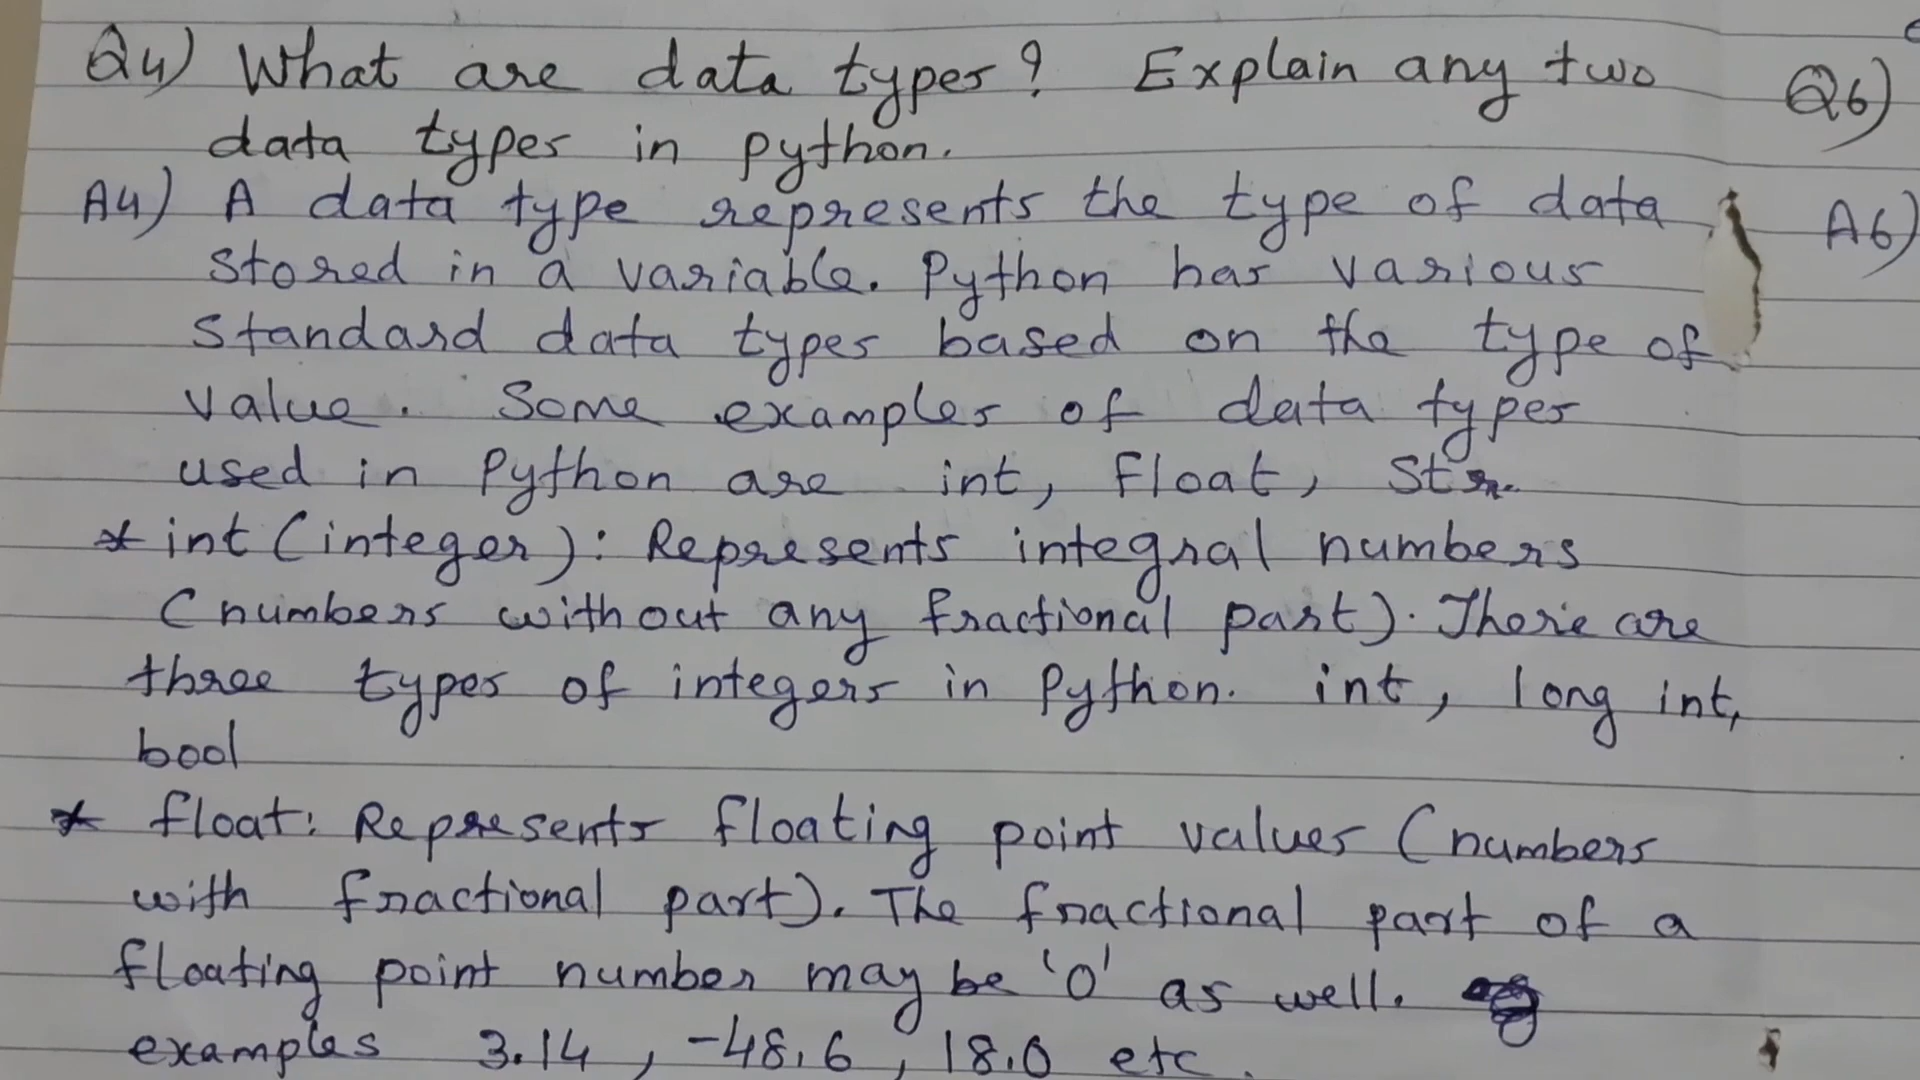 Q4) What are data types? Explain any two
data types in python.
A4) A data type represents the type of data
stored in a variable. Python has various
standard data types based on the type of
value. Some examples of data types
used in Python are int, float, str.
* int (integer): Represents integral numbers
(numbers without any fractional part). There are
three types of integers in Python. int, long int,
bool
* float: Represents floating point values (numbers
with fractional part). The fractional part of a
floating point number may be '0' as well.
examples 3.14, -48.6, 18.0 etc.
Q6)
A6)